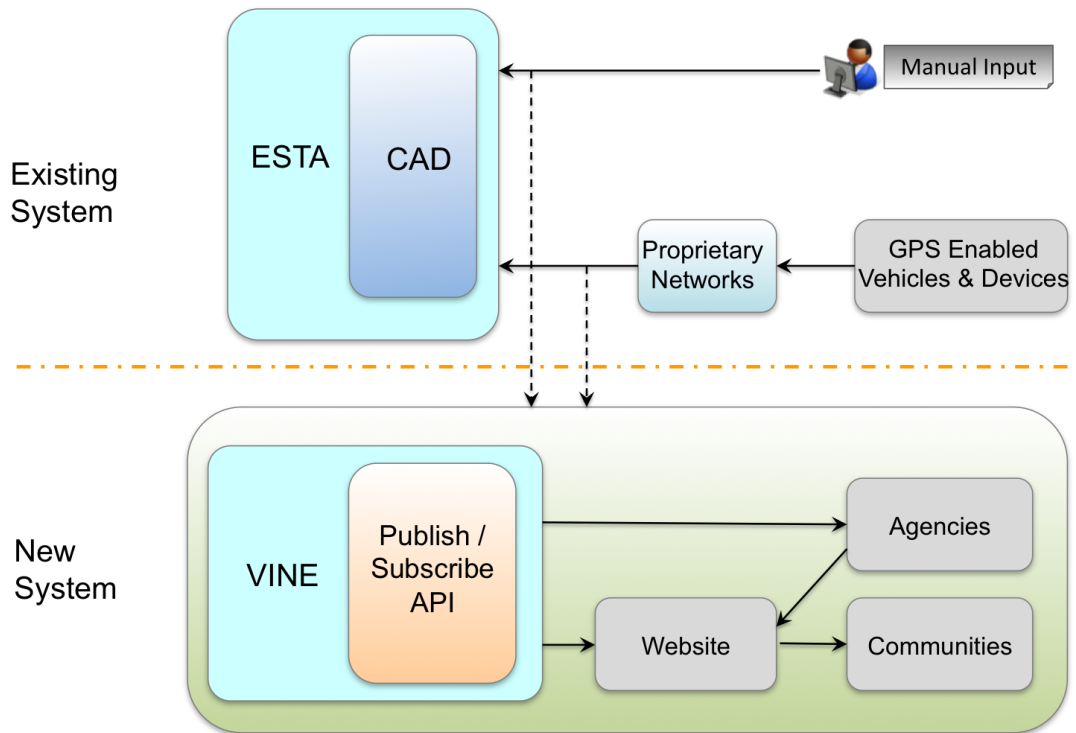 Manual Input
ESTA
CAD
Existing
System
Proprietary
Networks
GPS Enabled
Vehicles & Devices
New
System
VINE
Publish /
Subscribe
API
Agencies
Website
Communities